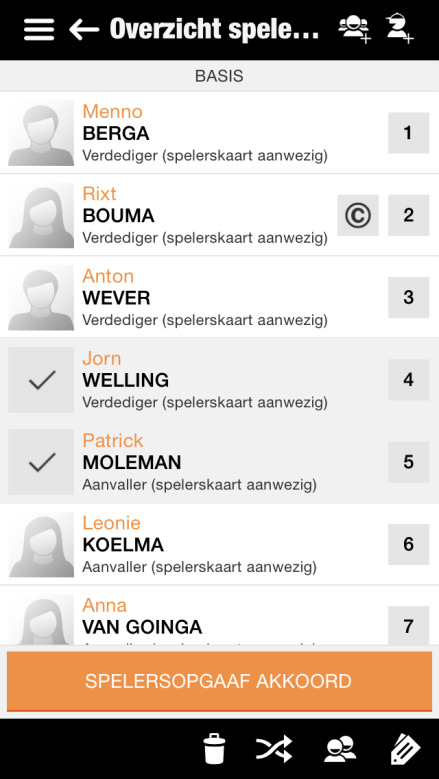 Overzicht spele...
BASIS
Menno
BERGA
Verdediger (spelerskaart aanwezig)
1
Rixt
BOUMA
Verdediger (spelerskaart aanwezig)
©
2
Anton
WEVER
Verdediger (spelerskaart aanwezig)
3
Jorn
WELLING
Verdediger (spelerskaart aanwezig)
4
Patrick
MOLEMAN
Aanvaller (spelerskaart aanwezig)
5
Leonie
KOELMA
Aanvaller (spelerskaart aanwezig)
6
Anna
VAN GOINGA
7
SPELERSOPGAAF AKKOORD